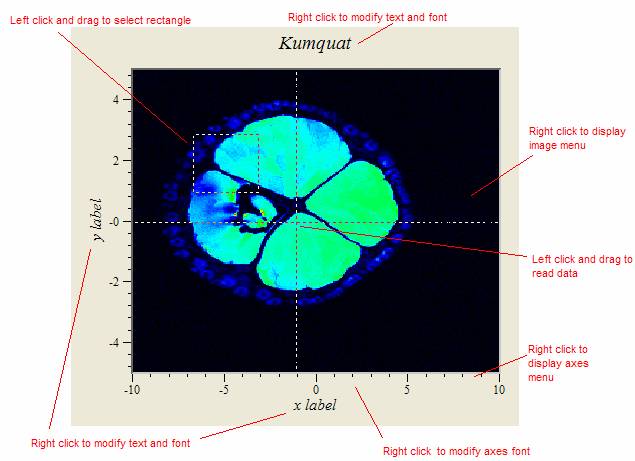 Left click and drag to select rectangle
Right click to modify text and font
Kumquat
Right click to display
image menu
4
2
-0
-2
-4
y label
Left click and drag to
read data
Right click to
display axes
menu
-10
-5
0
5
10
x label
Right click to modify text and font
Right click  to modify axes font